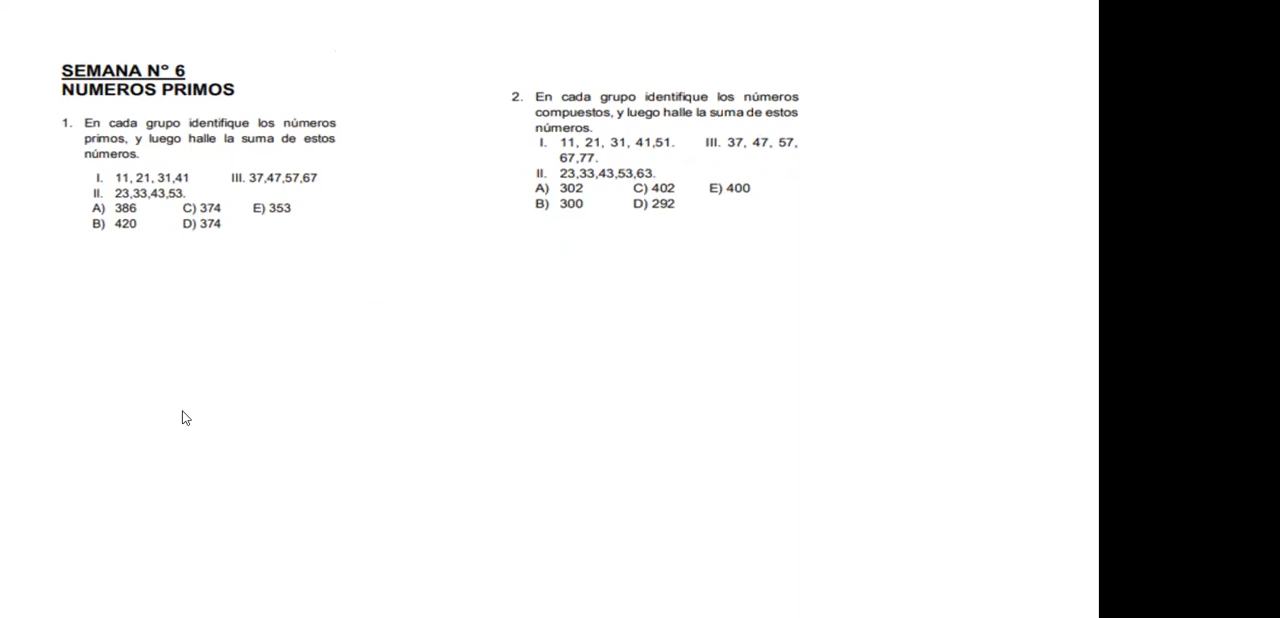 SEMANA Nº 6
NUMEROS PRIMOS
1. En cada grupo identifique los números
primos, y luego halle la suma de estos
números.
I. 11, 21, 31,41 III. 37,47,57,67
II. 23,33,43,53.
A) 386 C) 374 E) 353
B) 420 D) 374
2. En cada grupo identifique los números
compuestos, y luego halle la suma de estos
números.
I. 11, 21, 31, 41,51. III. 37, 47, 57,
67,77.
II. 23,33,43,53,63.
A) 302 C) 402 E) 400
B) 300 D) 292